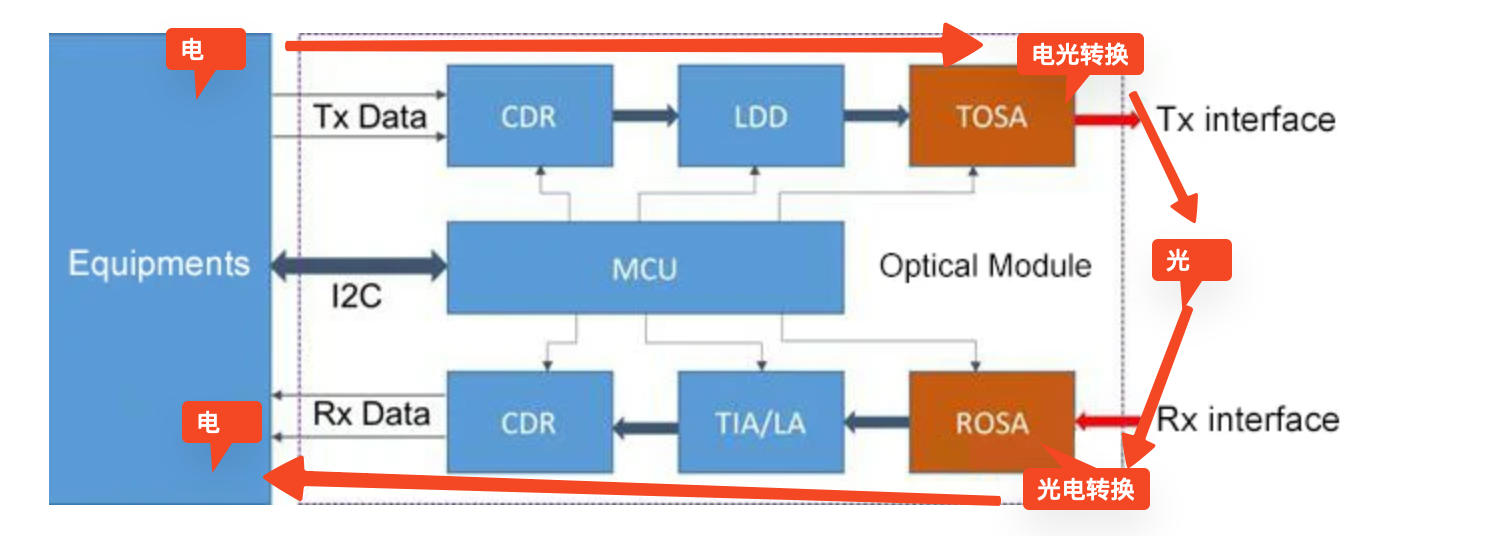 电
电光转换
Tx Data
CDR
LDD
TOSA
Tx interface
光
Equipments
I2C
MCU
Optical Module
电
Rx Data
CDR
TIA/LA
ROSA
Rx interface
光电转换